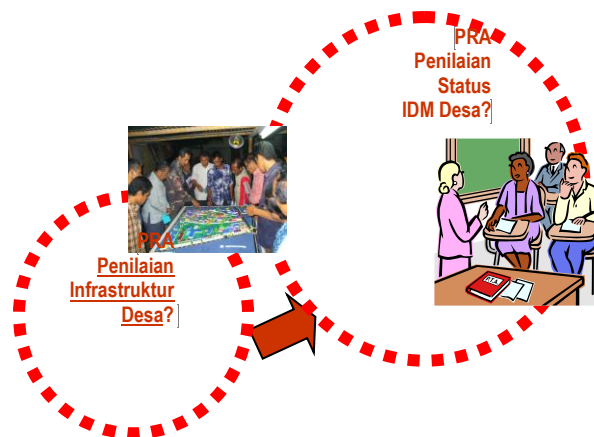 PRA
Penilaian
Status
IDM Desa?
PRA
Penilaian
Infrastruktur
Desa?